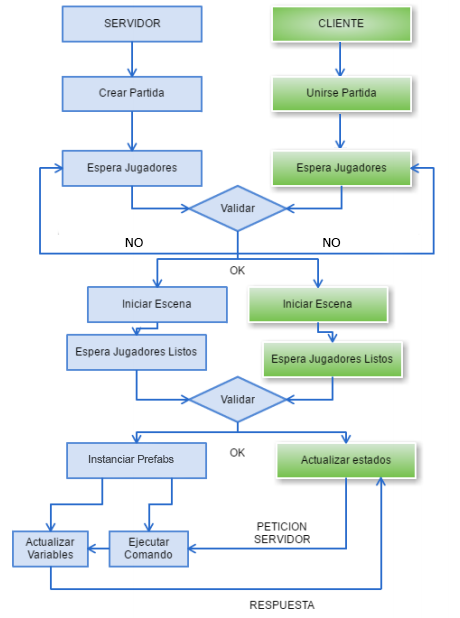 SERVIDOR
CLIENTE
Crear Partida
Unirse Partida
Espera Jugadores
Espera Jugadores
Validar
NO
NO
OK
Iniciar Escena
Iniciar Escena
Espera Jugadores Listos
Espera Jugadores Listos
Validar
OK
Instanciar Prefabs
Actualizar estados
PETICION
SERVIDOR
Actualizar
Variables
Ejecutar
Comando
RESPUESTA